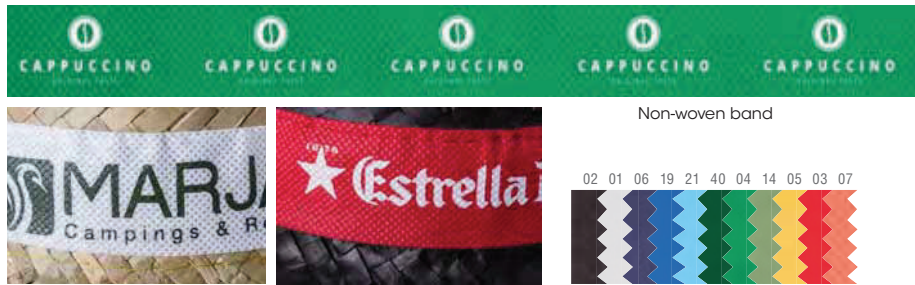 CAPPUCCINO CAPPUCCINO CAPPUCCINO CAPPUCCINO CAPPUCCINO
Non-woven band
MARJA
Campings & R
Estrella
02 01 06 19 21 40 04 14 05 03 07